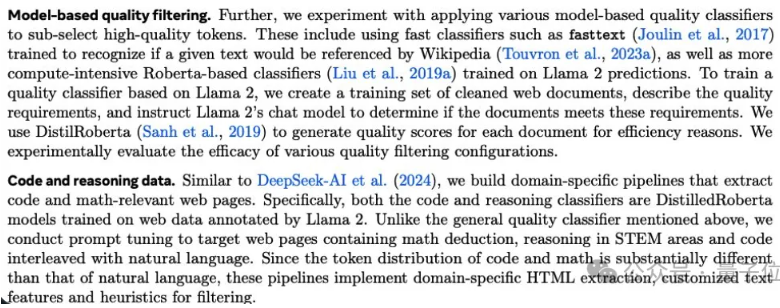 Model-based quality filtering. Further, we experiment with applying various model-based quality classifiers
to sub-select high-quality tokens. These include using fast classifiers such as fasttext (Joulin et al., 2017)
trained to recognize if a given text would be referenced by Wikipedia (Touvron et al., 2023a), as well as more
compute-intensive Roberta-based classifiers (Liu et al., 2019a) trained on Llama 2 predictions. To train a
quality classifier based on Llama 2, we create a training set of cleaned web documents, describe the quality
requirements, and instruct Llama 2's chat model to determine if the documents meets these requirements. We
use DistilRoberta (Sanh et al., 2019) to generate quality scores for each document for efficiency reasons. We
experimentally evaluate the efficacy of various quality filtering configurations.
Code and reasoning data. Similar to DeepSeek-AI et al. (2024), we build domain-specific pipelines that extract
code and math-relevant web pages. Specifically, both the code and reasoning classifiers are DistilledRoberta
models trained on web data annotated by Llama 2. Unlike the general quality classifier mentioned above, we
conduct prompt tuning to target web pages containing math deduction, reasoning in STEM areas and code
interleaved with natural language. Since the token distribution of code and math is substantially different
than that of natural language, these pipelines implement domain-specific HTML extraction, customized text
features and heuristics for filtering.
公众号 · 量子位